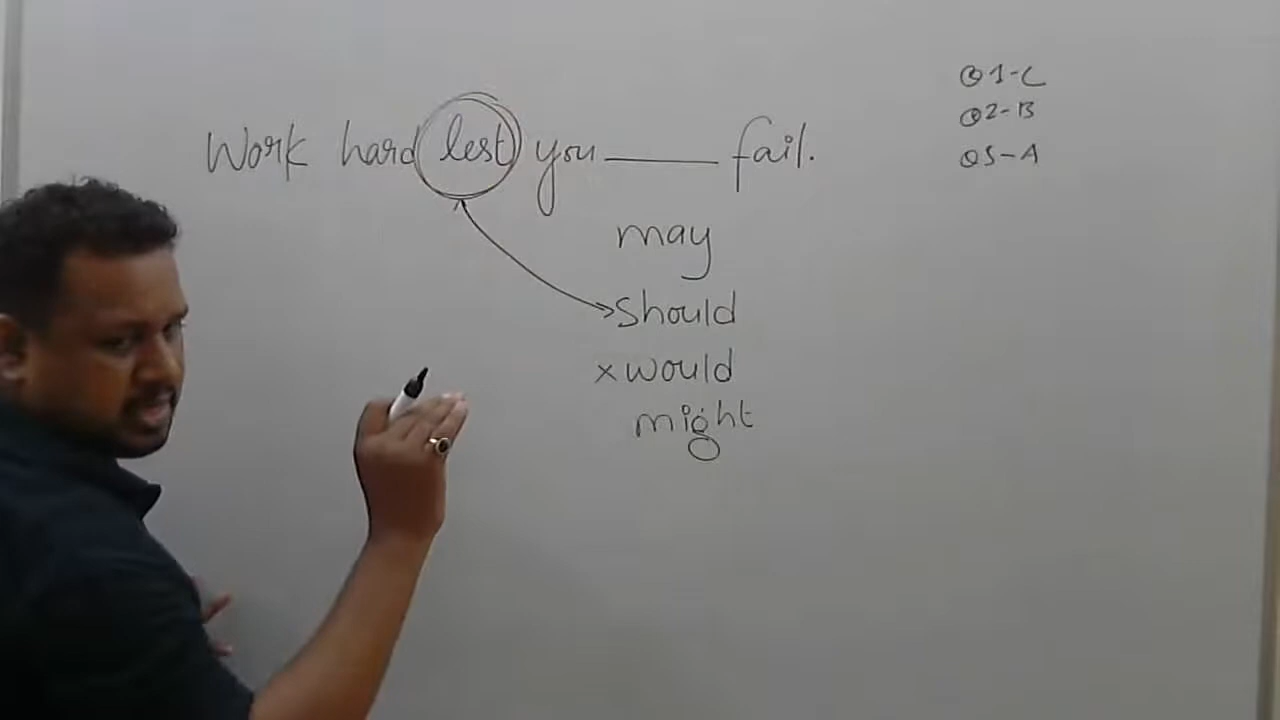 Work hard lest you ______ fail.
may
Should
× would
might
Q1-C
Q2-B
Q5-A